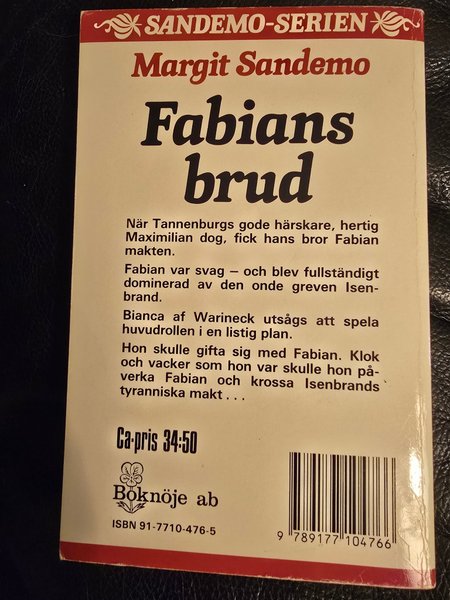 SANDEMO-SERIEN
Margit Sandemo
Fabians
brud
När Tannenburgs gode härskare, hertig
Maximilian dog, fick hans bror Fabian
makten.
Fabian var svag – och blev fullständigt
dominerad av den onde greven Isen-
brand.
Bianca af Warineck utsågs att spela
huvudrollen i en listig plan.
Hon skulle gifta sig med Fabian. Klok
och vacker som hon var skulle hon på-
verka Fabian och krossa Isenbrands
tyranniska makt . . .
Ca-pris 34:50
Boknöje ab
ISBN 91-7710-476-5
9 789177 104766